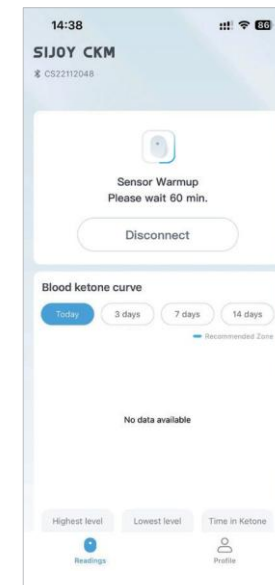 14:38
86
SIJOY CKM
CS22112048
Sensor Warmup
Please wait 60 min.
Disconnect
Blood ketone curve
Today 3 days 7 days 14 days
Recommended Zone
No data available
Highest level Lowest level Time in Ketone
Readings Profile